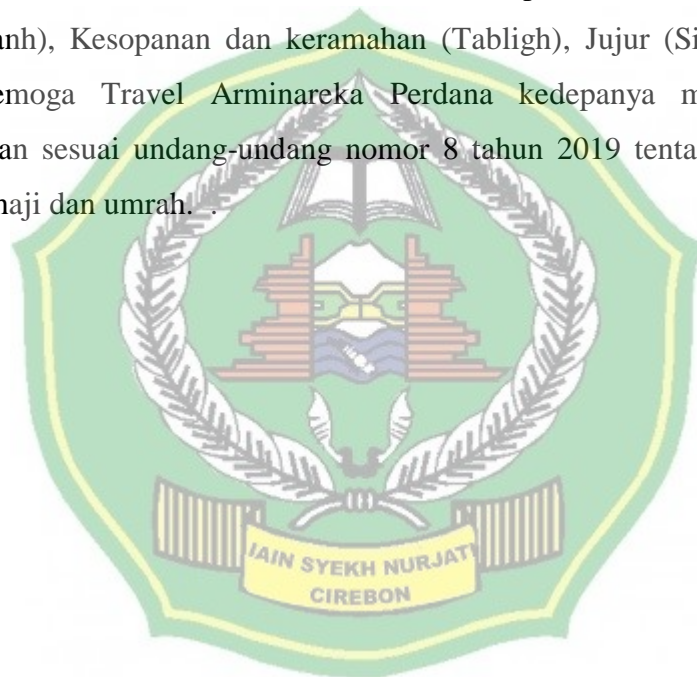 anh), Kesopanan dan keramahan (Tabligh), Jujur (Si
emoga Travel Arminareka Perdana kedepanya m
an sesuai undang-undang nomor 8 tahun 2019 tenta
haji dan umrah. .
IAIN SYEKH NURJATI
CIREBON